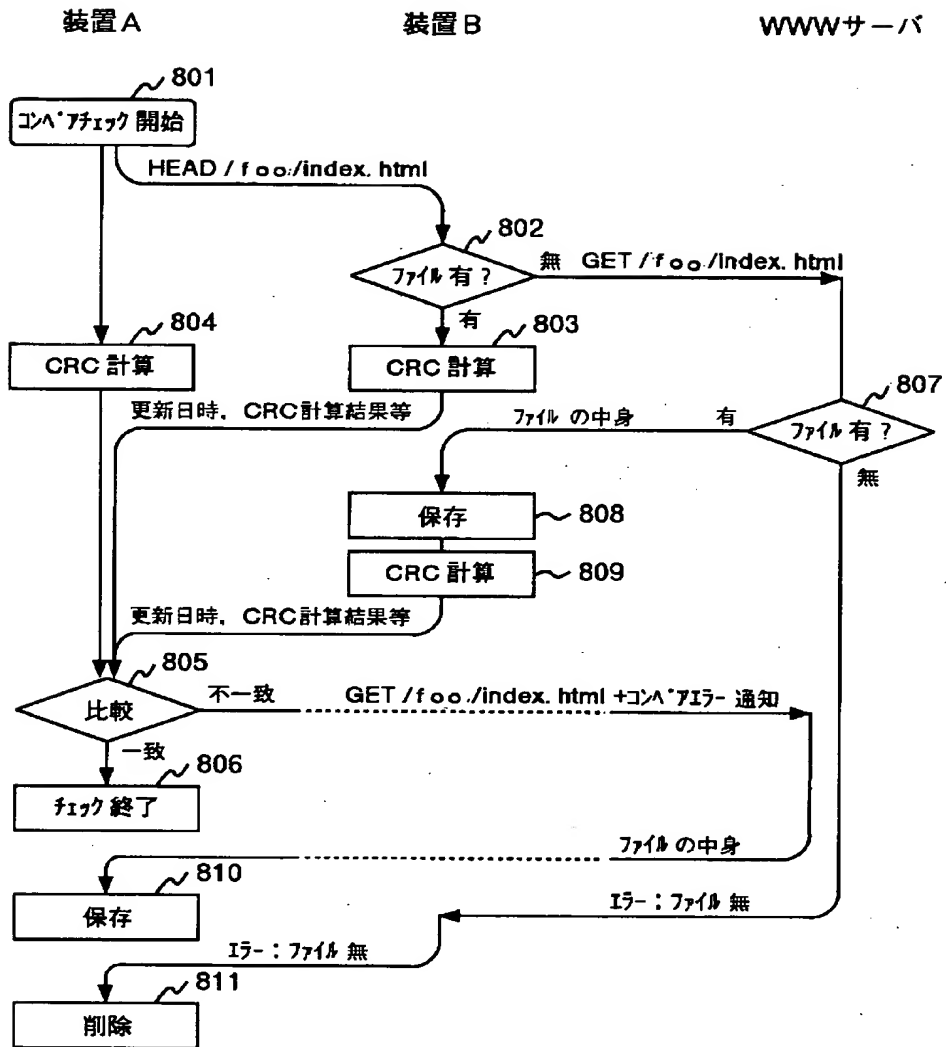 装置A 装置B WWWサーバ
801
コンペアチェック 開始
HEAD /foo/index.html
802
ファイル 有? 無 GET /foo/index.html
有
804 803
CRC 計算 CRC 計算
807
更新日時, CRC計算結果等
ファイル の中身 有 ファイル 有?
無
保存 808
CRC 計算 809
更新日時, CRC計算結果等
805
比較 不一致 GET /foo/index.html +コンペアエラー 通知
一致
806
チェック 終了
ファイル の中身
810
保存
エラー:ファイル 無
エラー:ファイル 無
811
削除